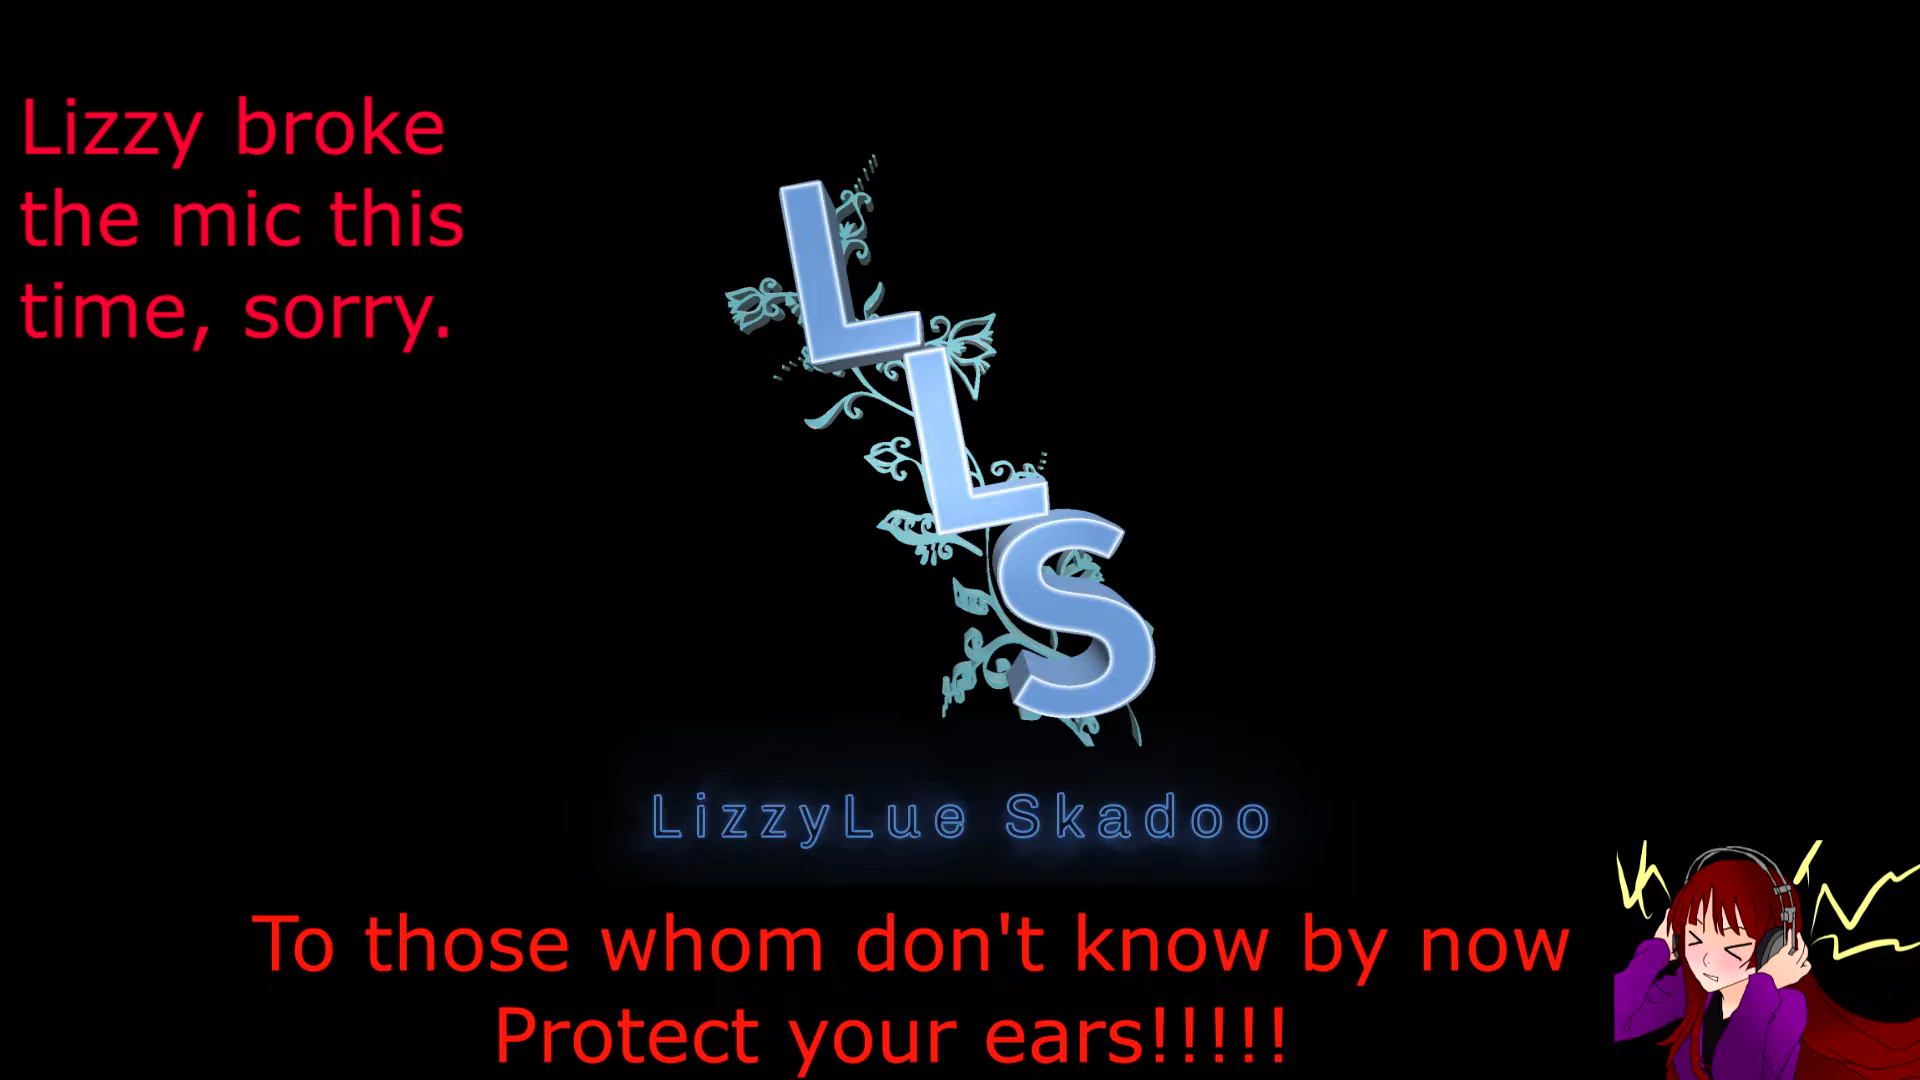 Lizzy broke
the mic this
time, sorry.
L
L
S
LizzyLue Skadoo
To those whom don't know by now
Protect your ears!!!!!